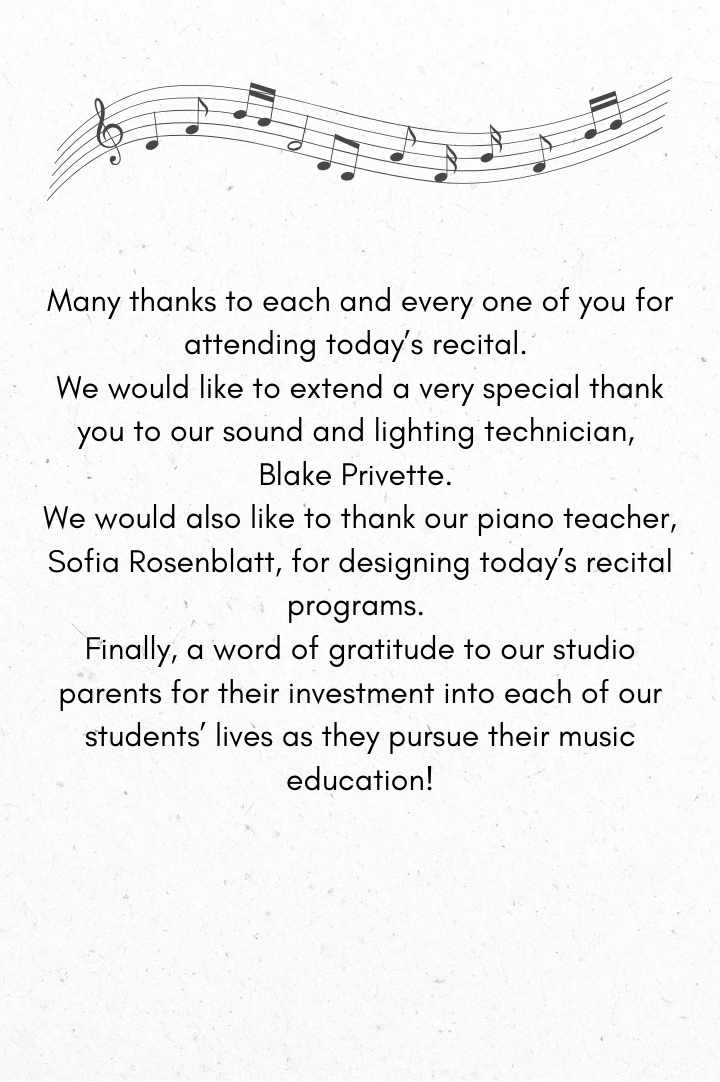 Many thanks to each and every one of you for
attending today's recital.
We would like to extend a very special thank
you to our sound and lighting technician,
Blake Privette.
We would also like to thank our piano teacher,
Sofia Rosenblatt, for designing today's recital
programs.
Finally, a word of gratitude to our studio
parents for their investment into each of our
students' lives as they pursue their music
education!